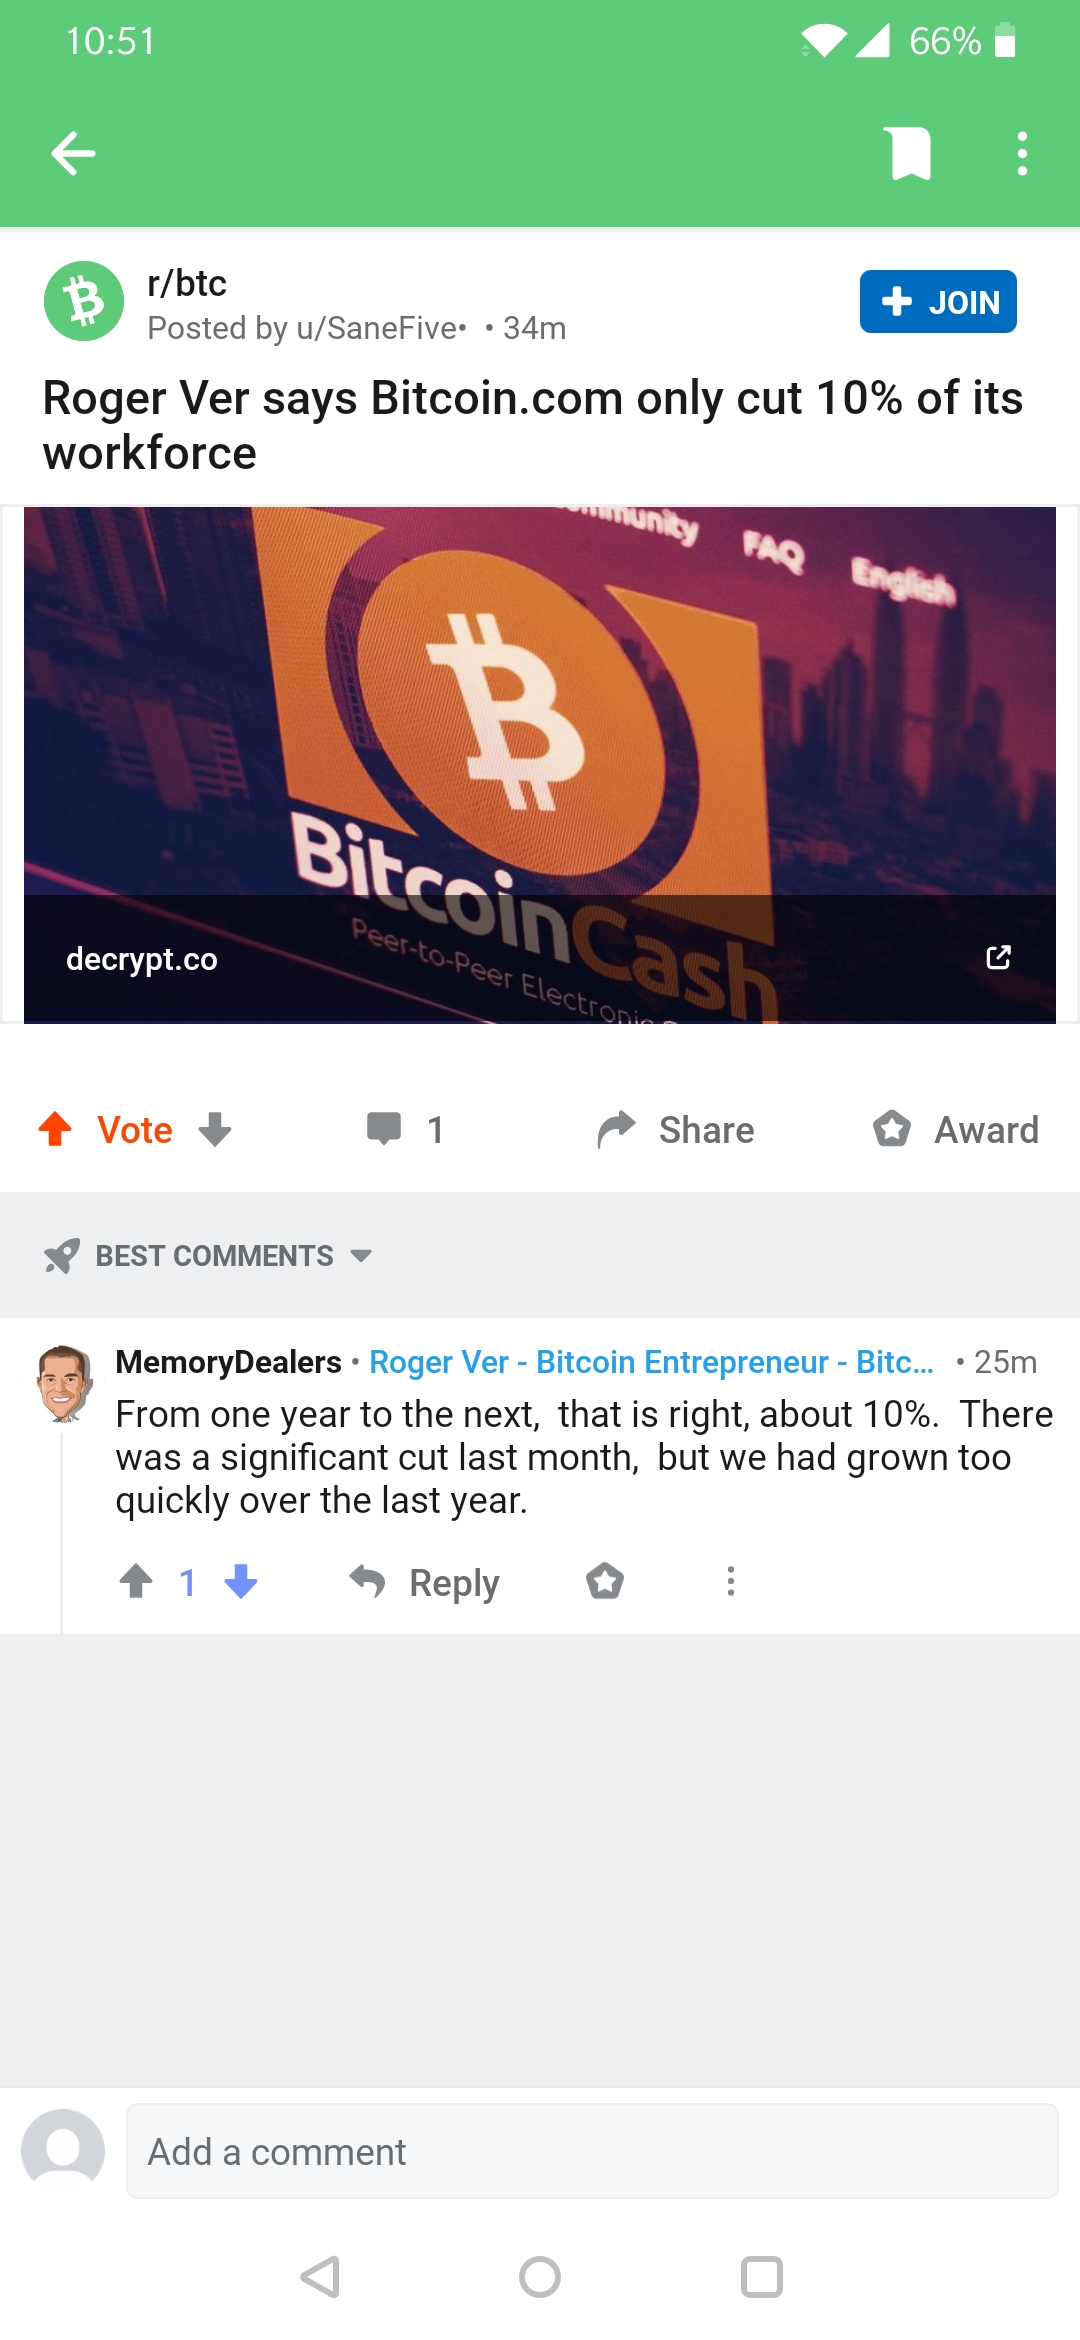 10:51
66%
r/btc
Posted by u/SaneFive• • 34m
+ JOIN
Roger Ver says Bitcoin.com only cut 10% of its
workforce
FAQ
English
BitcoinCash
Peer-to-Peer Electronic
decrypt.co
Vote
1
Share
Award
BEST COMMENTS
MemoryDealers • Roger Ver - Bitcoin Entrepreneur - Bitc... • 25m
From one year to the next, that is right, about 10%. There
was a significant cut last month, but we had grown too
quickly over the last year.
1
Reply
Add a comment